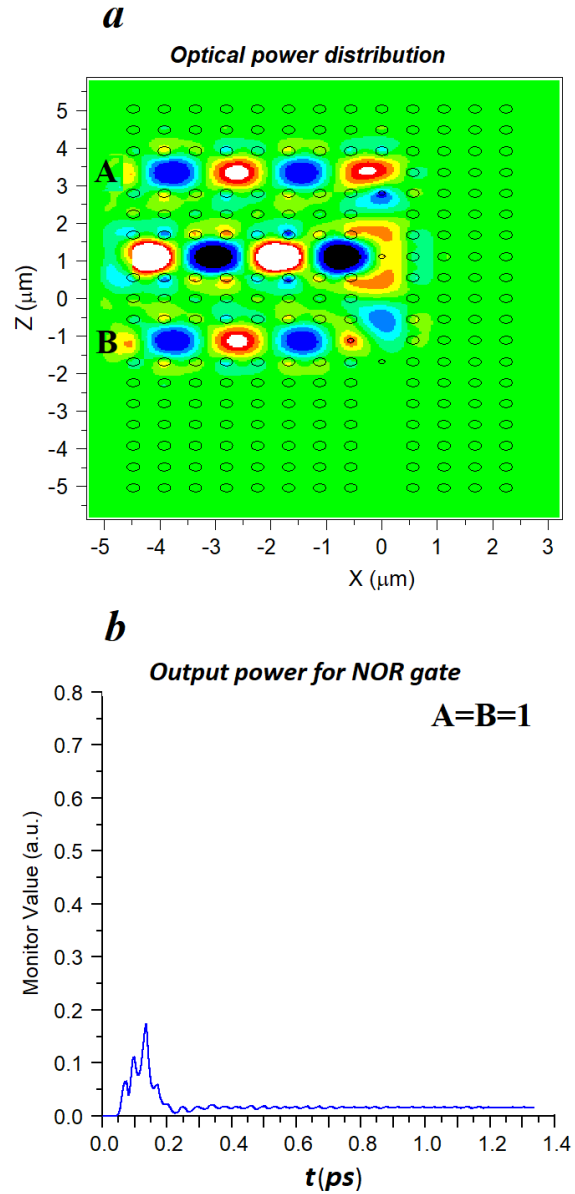 a
Optical power distribution
5
4
A
3
2
1
0
B
-1
-2
-3
-4
-5
Z (μm)
-5 -4 -3 -2 -1 0 1 2 3
X (μm)
b
Output power for NOR gate
A=B=1
0.8
0.7
0.6
0.5
0.4
0.3
0.2
0.1
0.0
Monitor Value (a.u.)
0.0 0.2 0.4 0.6 0.8 1.0 1.2 1.4
t(ps)